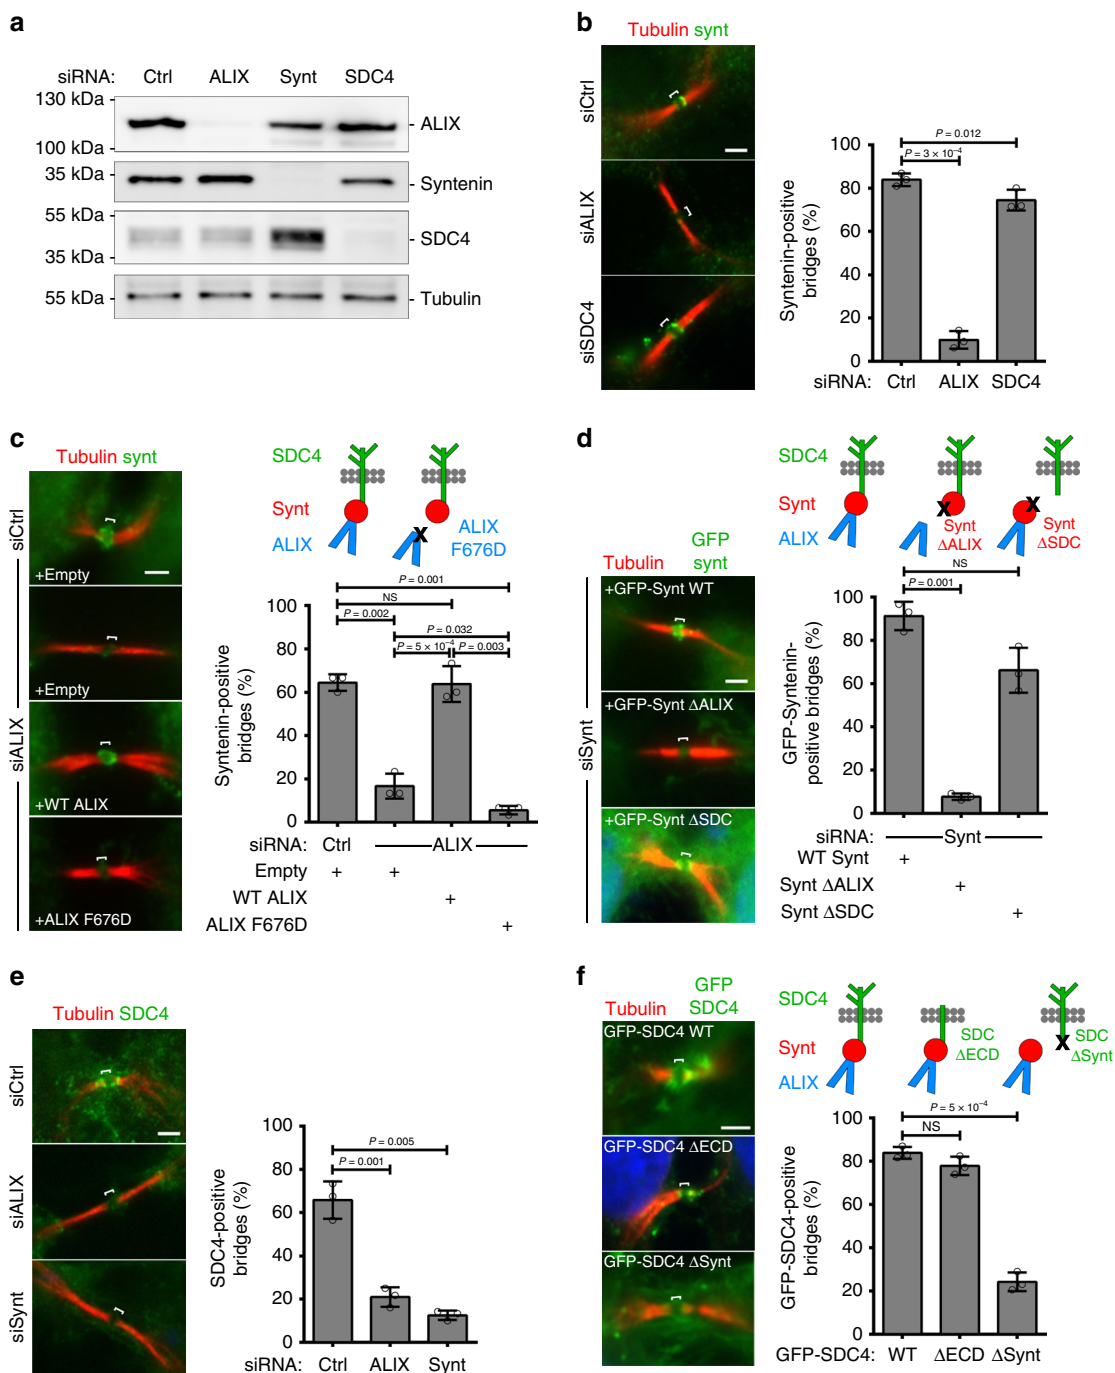 a
siRNA: Ctrl ALIX Synt SDC4
130 kDa
100 kDa
ALIX
35 kDa
25 kDa
Syntenin
55 kDa
35 kDa
SDC4
55 kDa
Tubulin
b
Tubulin synt
siCtrl
siALIX
siSDC4
Syntenin-positive
bridges (%)
100
80
60
40
20
0
P = 0.012
P = 3 × 10⁻⁴
siRNA: Ctrl ALIX SDC4
c
Tubulin synt
siCtrl
siALIX
+Empty
+Empty
+WT ALIX
+ALIX F676D
SDC4
Synt
ALIX
X
ALIX
F676D
Syntenin-positive
bridges (%)
100
80
60
40
20
0
P = 0.001
NS
P = 0.002
P = 0.032
P = 5 × 10⁻⁴
P = 0.003
siRNA: Ctrl ALIX
Empty + +
WT ALIX +
ALIX F676D +
d
Tubulin
GFP
synt
siSynt
+GFP-Synt WT
+GFP-Synt ΔALIX
+GFP-Synt ΔSDC
SDC4
Synt
ALIX
X
Synt
ΔALIX
X
Synt
ΔSDC
GFP-Syntenin-
positive bridges (%)
100
80
60
40
20
0
NS
P = 0.001
siRNA: Synt
WT Synt +
Synt ΔALIX +
Synt ΔSDC +
e
Tubulin SDC4
siCtrl
siALIX
siSynt
SDC4-positive
bridges (%)
100
80
60
40
20
0
P = 0.005
P = 0.001
siRNA: Ctrl ALIX Synt
f
Tubulin
GFP
SDC4
GFP-SDC4 WT
GFP-SDC4 ΔECD
GFP-SDC4 ΔSynt
SDC4
Synt
ALIX
SDC
ΔECD
X
SDC
ΔSynt
GFP-SDC4-positive
bridges (%)
100
80
60
40
20
0
P = 5 × 10⁻⁴
NS
GFP-SDC4: WT ΔECD ΔSynt